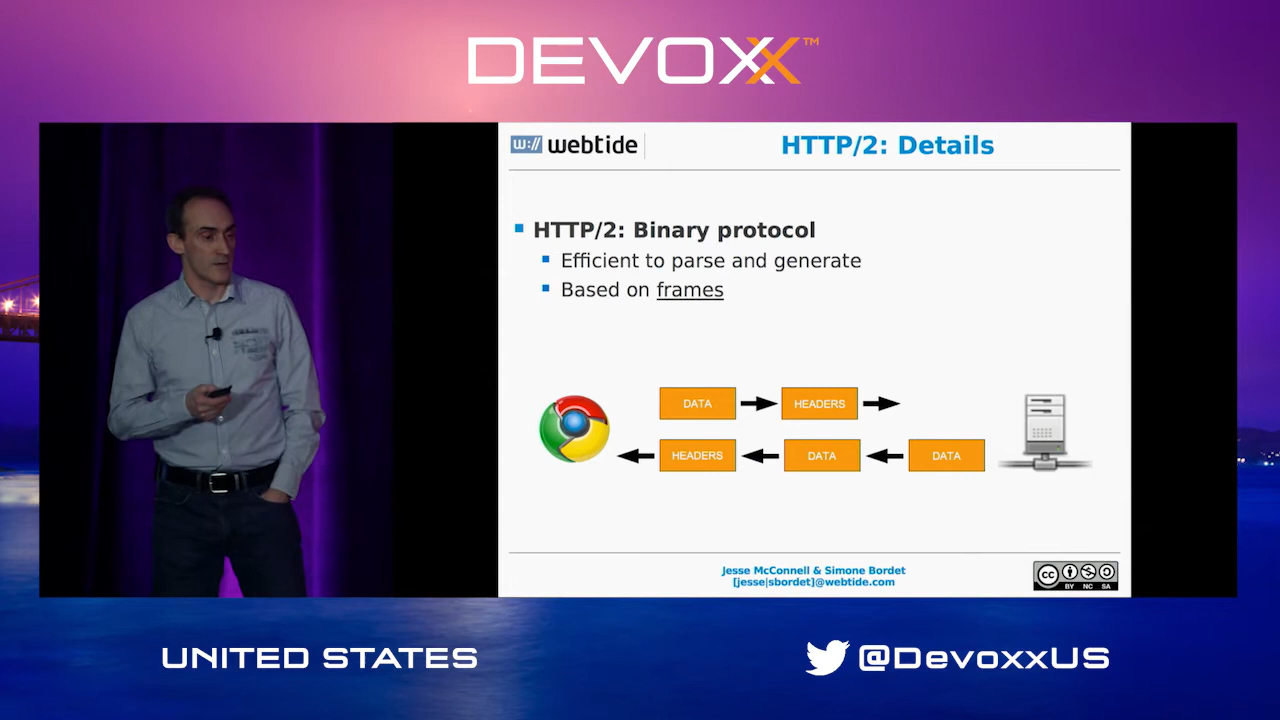 DEVOXX™
w:// webtide
HTTP/2: Details
HTTP/2: Binary protocol
Efficient to parse and generate
Based on frames
DATA
HEADERS
HEADERS
DATA
DATA
Jesse McConnell & Simone Bordet
[jesse|sbordet]@webtide.com
cc
BY NC SA
UNITED STATES
@DevoxxUS